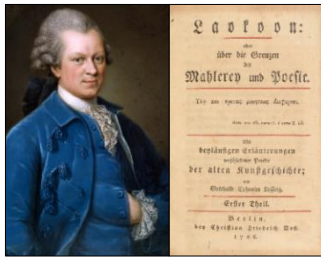 Laokoon:
oder
über die Grenzen
der
Mahlerey und Poesie.
Mit
beyläufigen Erläuterungen
verschiedener Punkte
der alten Kunstgeschichte;
von
Gotthold Ephraim Lessing.
Erster Theil.
Berlin,
bey Christian Friedrich Voß.
1766.